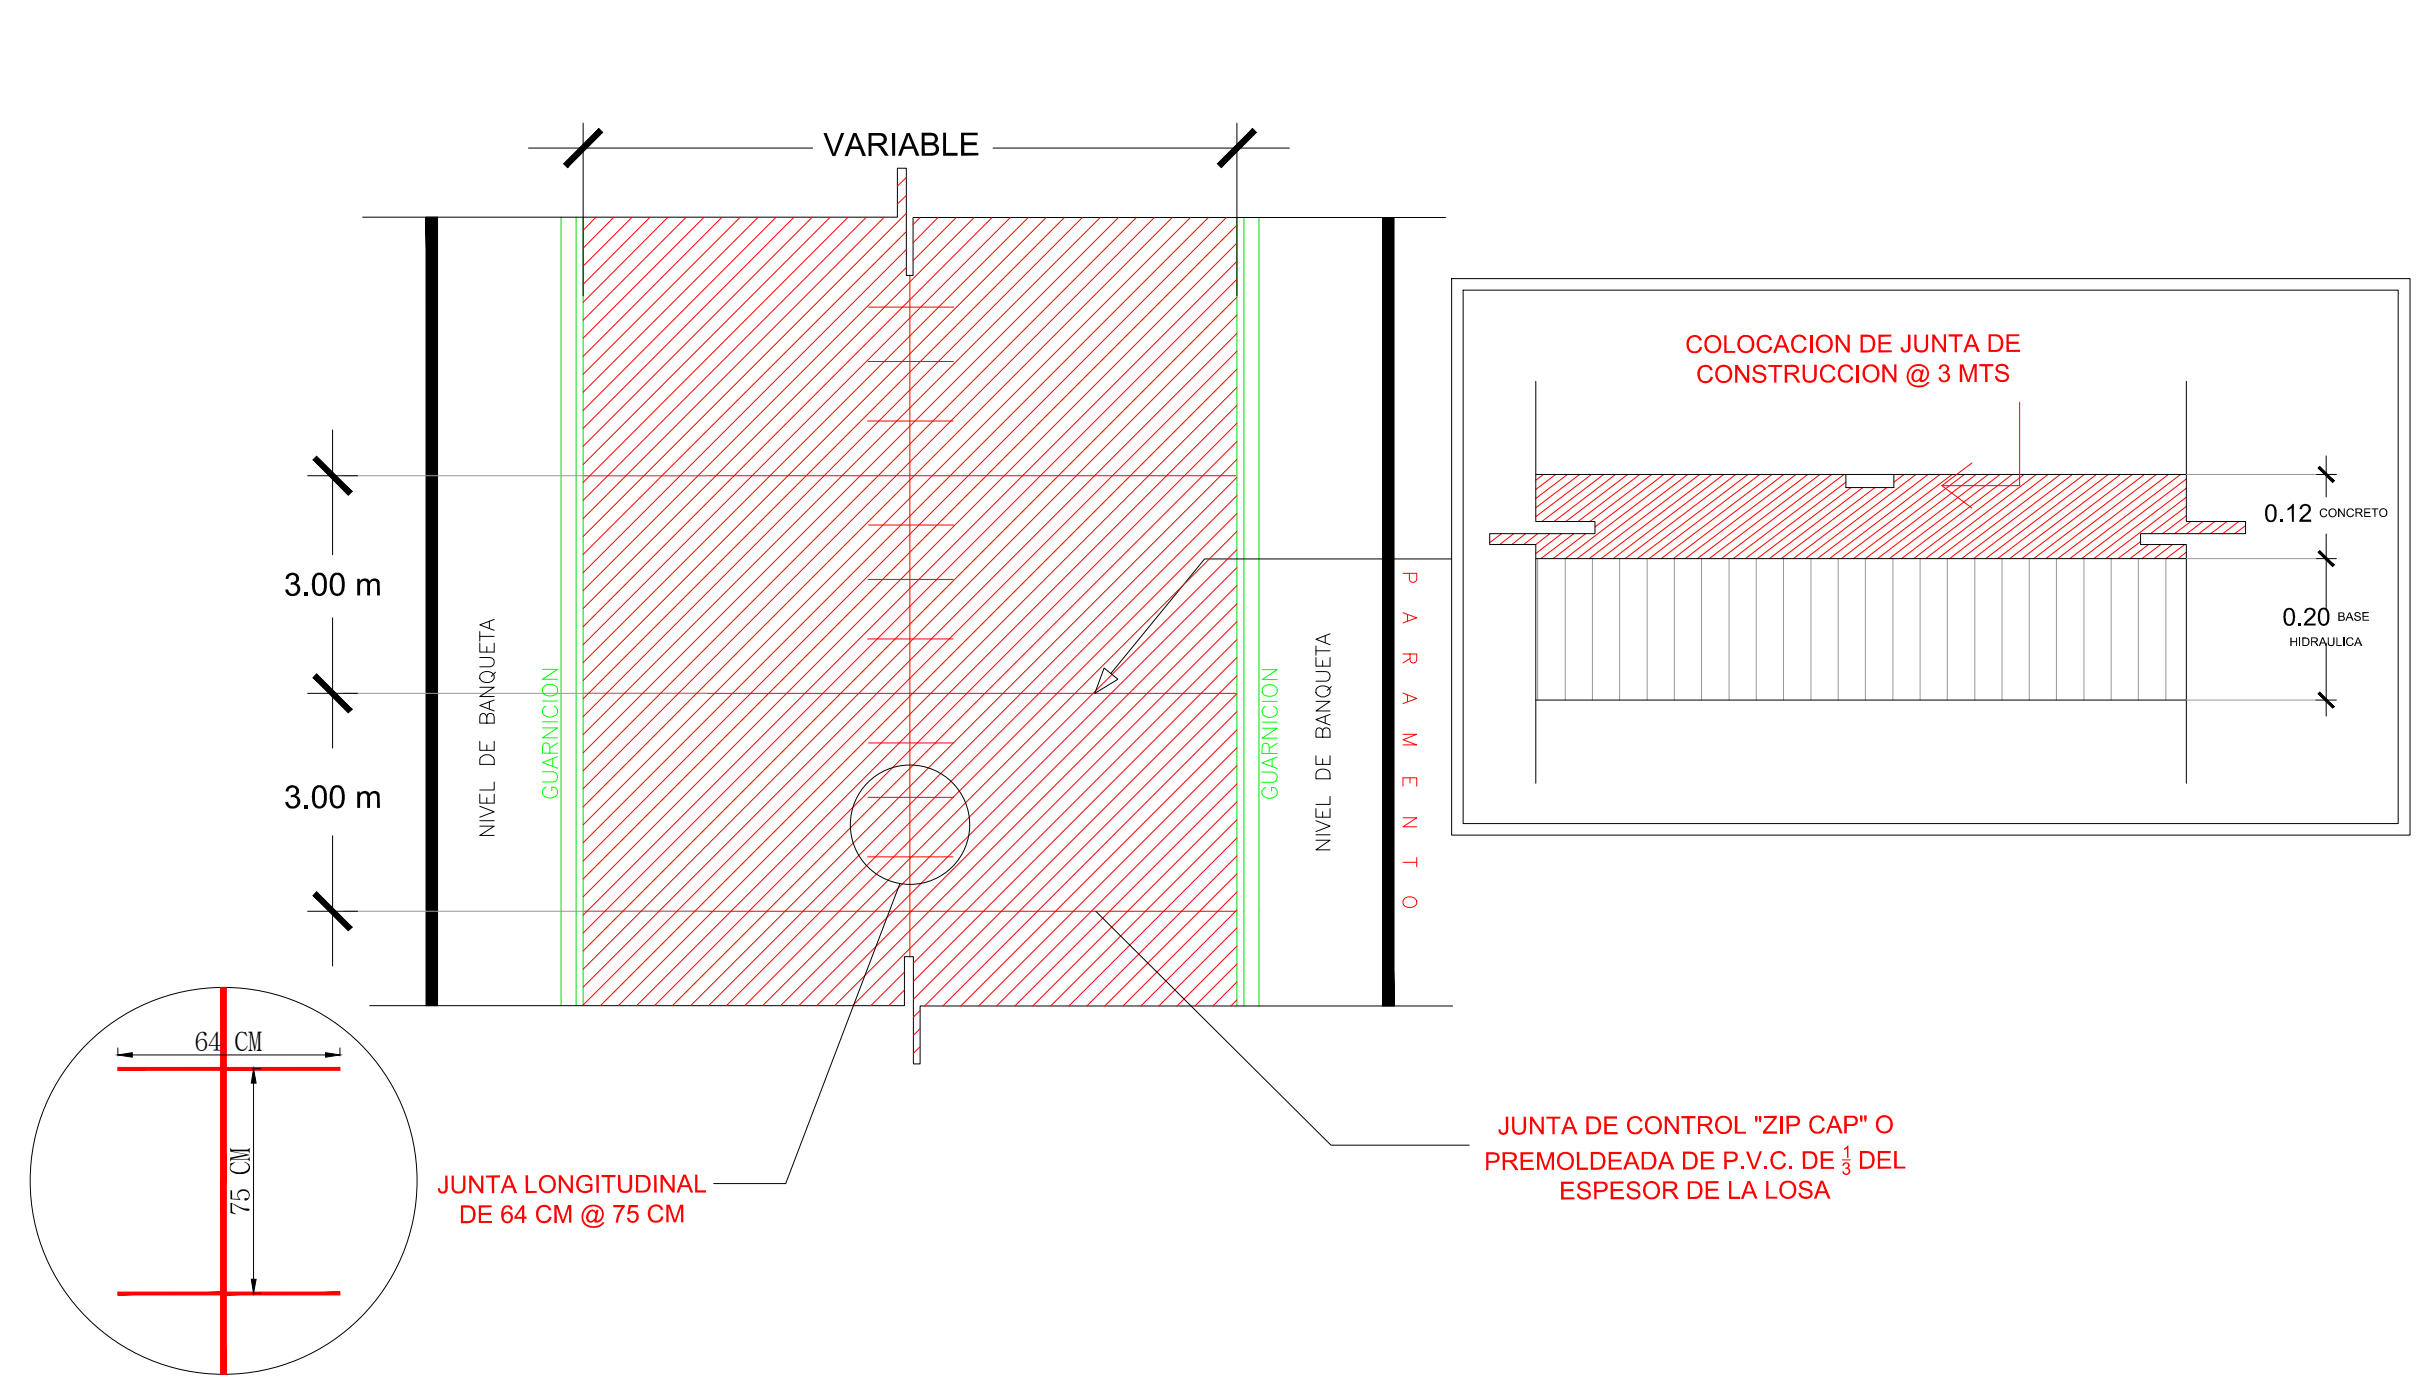 VARIABLE
COLOCACION DE JUNTA DE
CONSTRUCCION @ 3 MTS
0.12 CONCRETO
0.20 BASE
HIDRAULICA
3.00 m
3.00 m
NIVEL DE BANQUETA
GUARNICION
GUARNICION
NIVEL DE BANQUETA
PARAMENTO
64 CM
75 CM
JUNTA LONGITUDINAL
DE 64 CM @ 75 CM
JUNTA DE CONTROL "ZIP CAP" O
PREMOLDEADA DE P.V.C. DE 1/3 DEL
ESPESOR DE LA LOSA